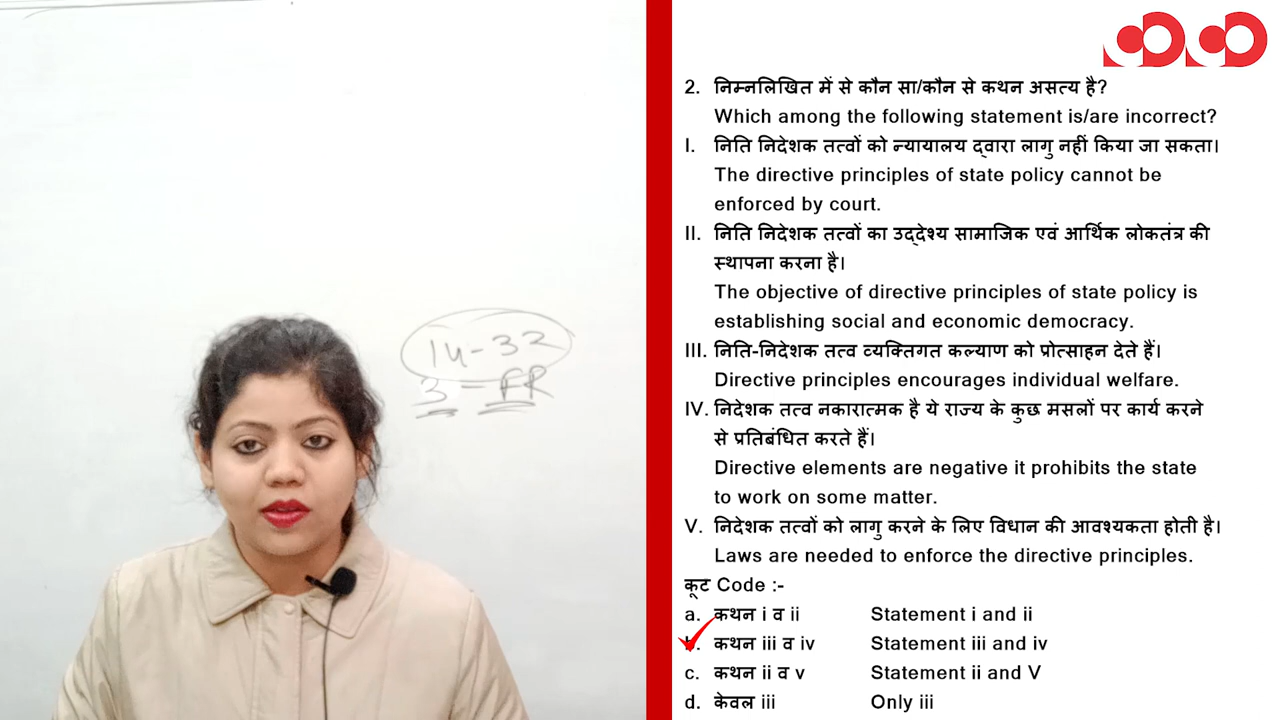 14-32
3 = FR
2. निम्नलिखित में से कौन सा/कौन से कथन असत्य है?
Which among the following statement is/are incorrect?
I. निति निदेशक तत्वों को न्यायालय द्वारा लागु नहीं किया जा सकता।
The directive principles of state policy cannot be
enforced by court.
II. निति निदेशक तत्वों का उद्देश्य सामाजिक एवं आर्थिक लोकतंत्र की
स्थापना करना है।
The objective of directive principles of state policy is
establishing social and economic democracy.
III. निति-निदेशक तत्व व्यक्तिगत कल्याण को प्रोत्साहन देते हैं।
Directive principles encourages individual welfare.
IV. निदेशक तत्व नकारात्मक है ये राज्य के कुछ मसलों पर कार्य करने
से प्रतिबंधित करते हैं।
Directive elements are negative it prohibits the state
to work on some matter.
V. निदेशक तत्वों को लागु करने के लिए विधान की आवश्यकता होती है।
Laws are needed to enforce the directive principles.
कूट Code :-
a. कथन i व ii Statement i and ii
b. कथन iii व iv Statement iii and iv
c. कथन ii व v Statement ii and V
d. केवल iii Only iii